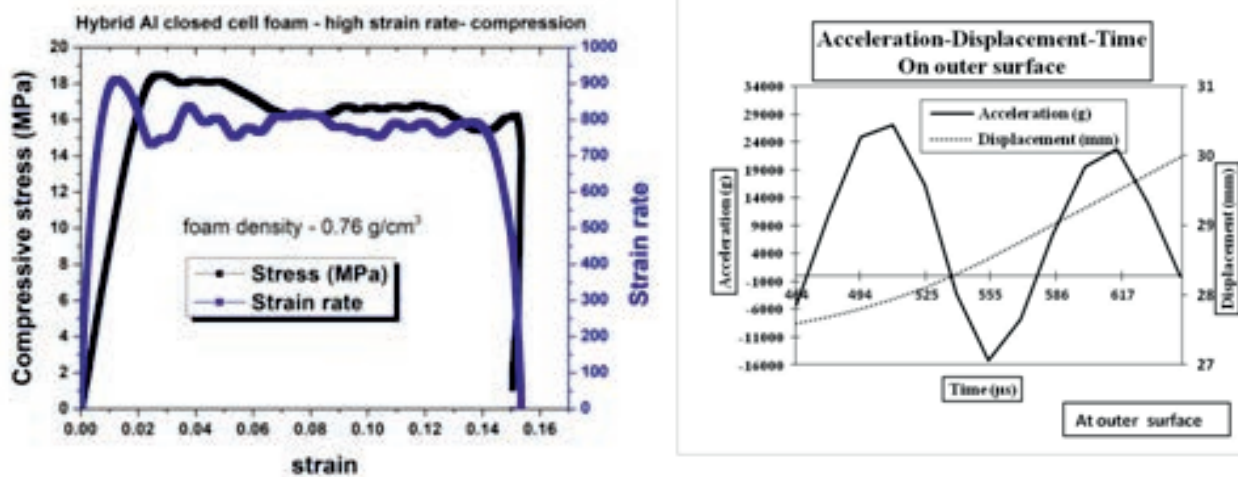 Hybrid Al closed cell foam - high strain rate- compression
20
18
16
14
12
10
8
6
4
2
0
Compressive stress (MPa)
1000
900
800
700
600
500
400
300
200
100
0
Strain rate
foam density - 0.76 g/cm³
Stress (MPa)
Strain rate
0.00 0.02 0.04 0.06 0.08 0.10 0.12 0.14 0.16
strain
Acceleration-Displacement-Time
On outer surface
34000
29000
24000
19000
14000
9000
4000
-1000
-6000
-11000
-16000
Acceleration (g)
Acceleration (g)
Displacement (mm)
31
30
29
28
27
Displacement (mm)
494 525 555 586 617
Time (µs)
At outer surface